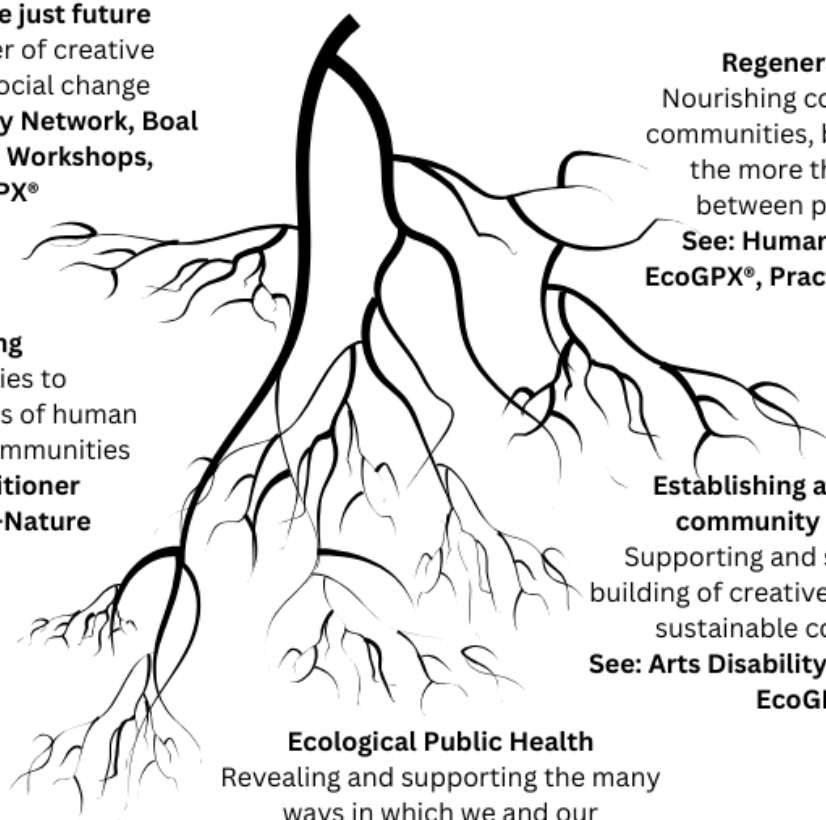 e just future
er of creative
ocial change
y Network, Boal
Workshops,
PX®
Regener
Nourishing co
communities, b
the more th
between p
See: Human
EcoGPX®, Prac
ng
ies to
s of human
mmunities
itioner
-Nature
Establishing a
community
Supporting and s
building of creative
sustainable co
See: Arts Disability
EcoGP
Ecological Public Health
Revealing and supporting the many
ways in which we and our